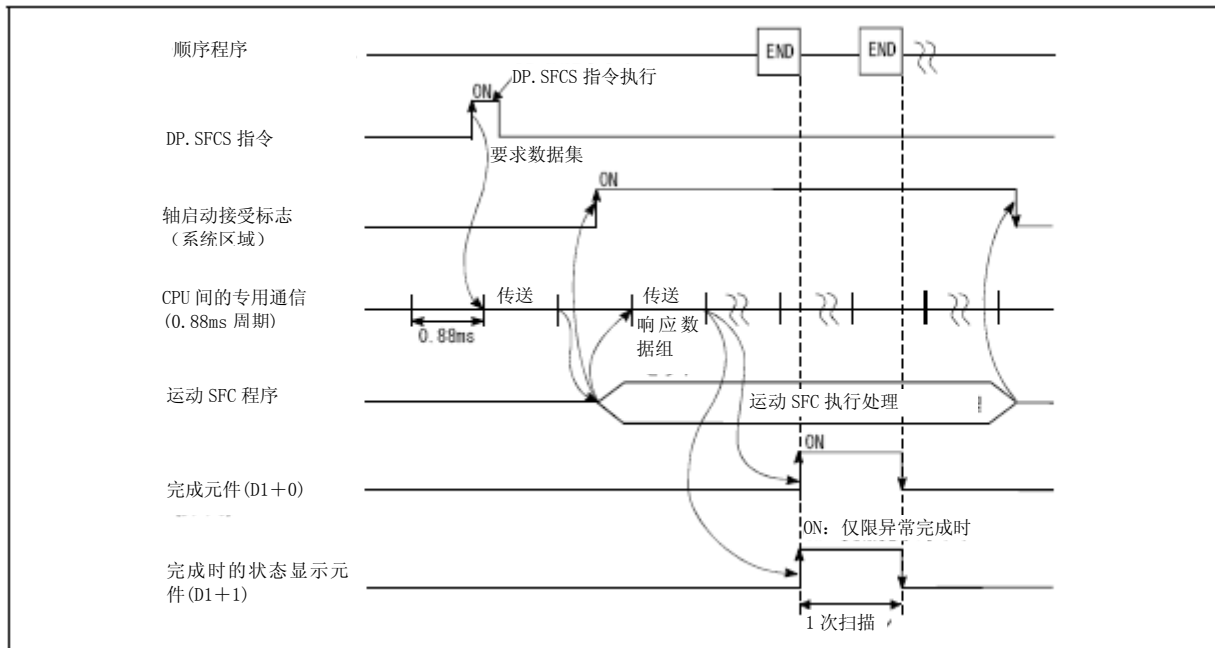 顺序程序
END
END
ON
DP.SFCS 指令执行
DP.SFCS 指令
要求数据集
ON
轴启动接受标志
（系统区域）
CPU 间的专用通信
(0.88ms 周期)
传送
传送
0.88ms
响应数
据组
运动 SFC 程序
运动 SFC 执行处理
ON
完成元件(D1＋0)
ON：仅限异常完成时
完成时的状态显示元
件(D1＋1)
1 次扫描